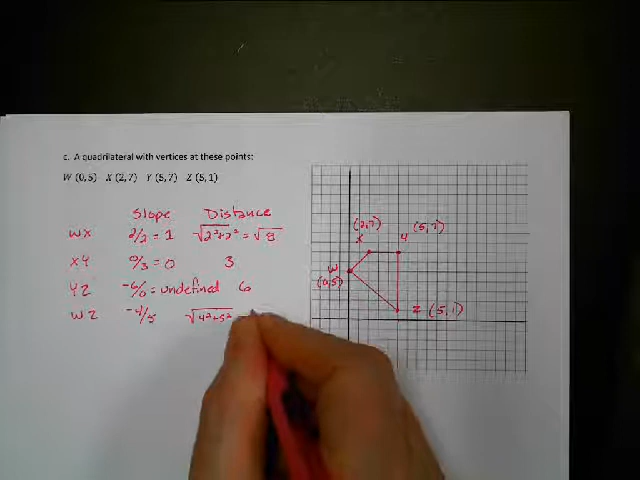 c. A quadrilateral with vertices at these points:
W (0, 5) X (2, 7) Y (5, 7) Z (5, 1)
Slope Distance
WX 2/2 = 1 √2²+2² = √8
XY 0/3 = 0 3
YZ -6/0 = undefined 6
WZ -4/5 √4²+5²
(2,7) (5,7)
X Y
W
(0,5)
Z (5,1)